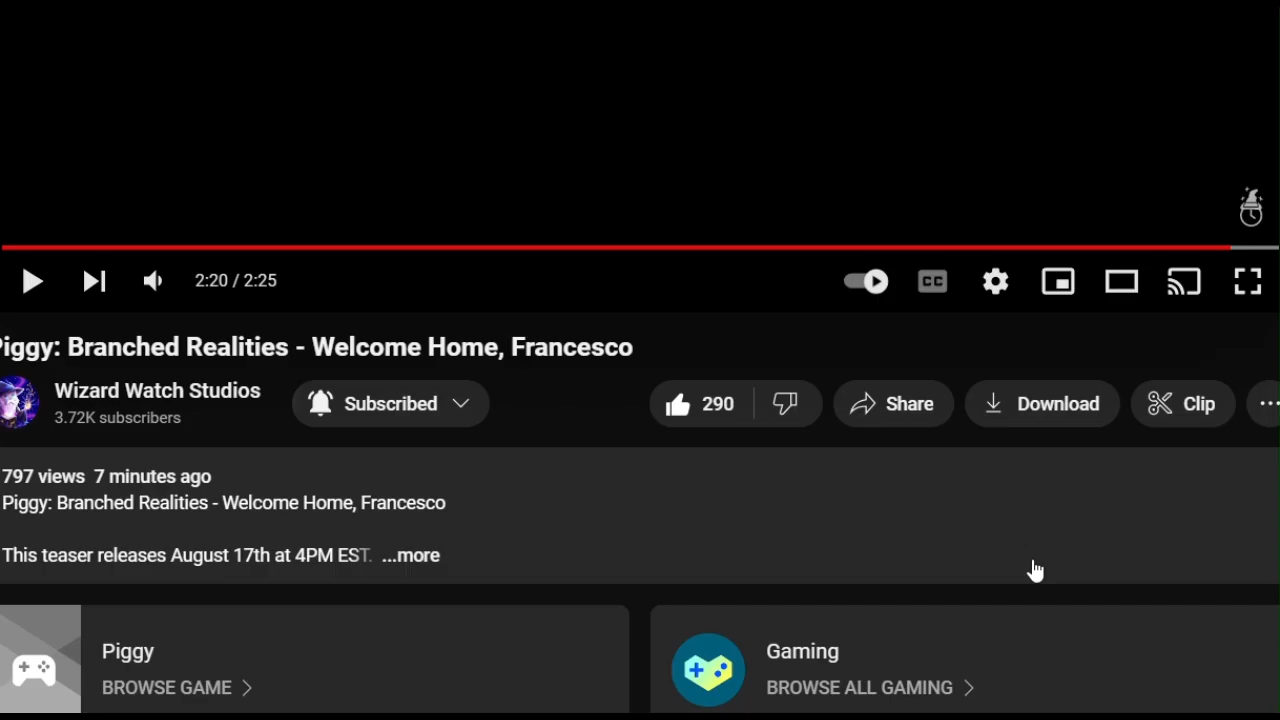 CC
2:20 / 2:25
iggy: Branched Realities - Welcome Home, Francesco
Wizard Watch Studios
3.72K subscribers
Subscribed
290
Share
Download
Clip
797 views 7 minutes ago
Piggy: Branched Realities - Welcome Home, Francesco
This teaser releases August 17th at 4PM EST. ...more
Piggy
BROWSE GAME
Gaming
BROWSE ALL GAMING